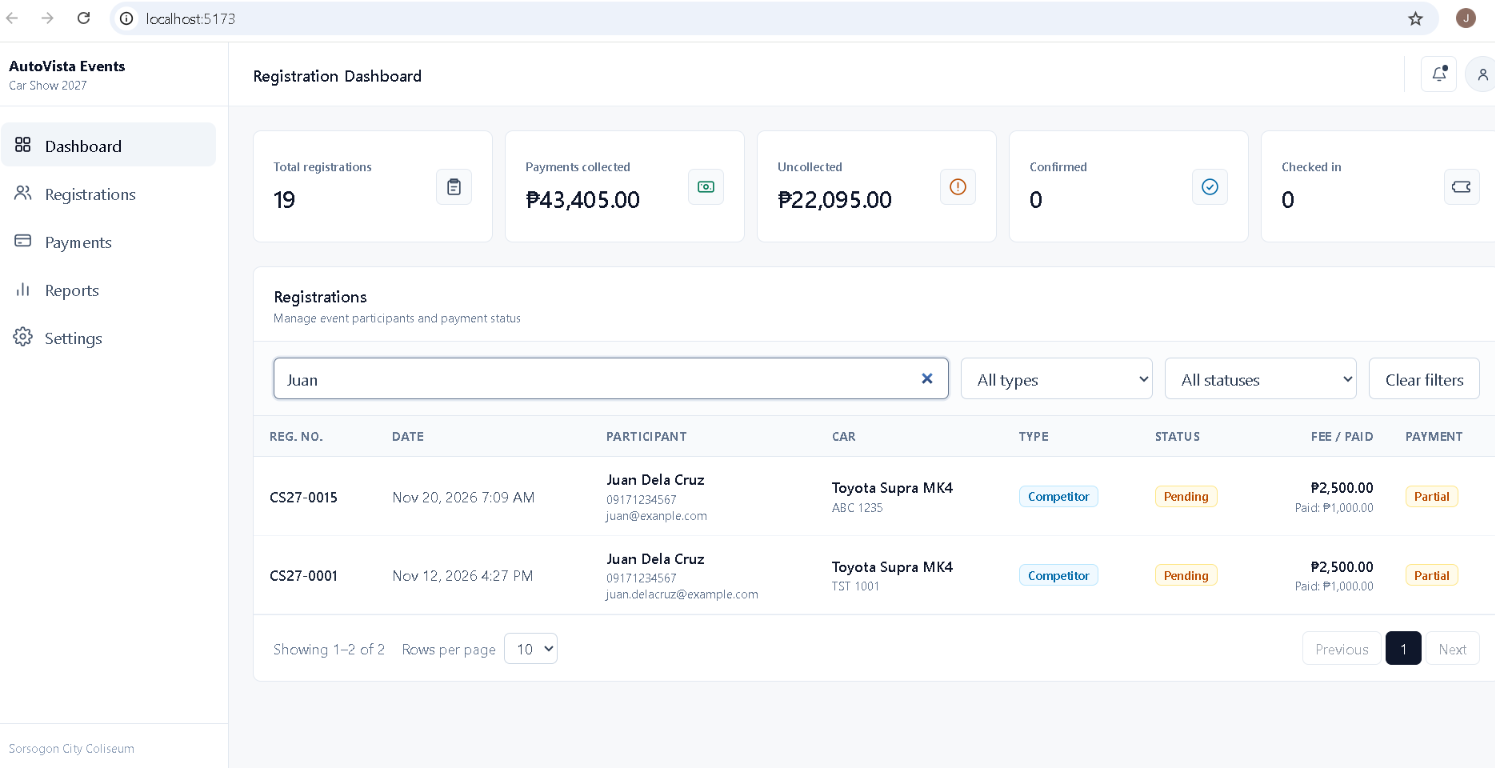 localhost:5173
J
AutoVista Events
Car Show 2027
Registration Dashboard
Dashboard
Registrations
Payments
Reports
Settings
Total registrations
19
Payments collected
₱43,405.00
Uncollected
₱22,095.00
Confirmed
0
Checked in
0
Registrations
Manage event participants and payment status
Juan
All types
All statuses
Clear filters
REG. NO. DATE PARTICIPANT CAR TYPE STATUS FEE / PAID PAYMENT
CS27-0015 Nov 20, 2026 7:09 AM Juan Dela Cruz Toyota Supra MK4 Competitor Pending ₱2,500.00 Partial
09171234567 ABC 1235 Paid: ₱1,000.00
juan@exanple.com
CS27-0001 Nov 12, 2026 4:27 PM Juan Dela Cruz Toyota Supra MK4 Competitor Pending ₱2,500.00 Partial
09171234567 TST 1001 Paid: ₱1,000.00
juan.delacruz@example.com
Showing 1–2 of 2 Rows per page 10 Previous 1 Next
Sorsogon City Coliseum